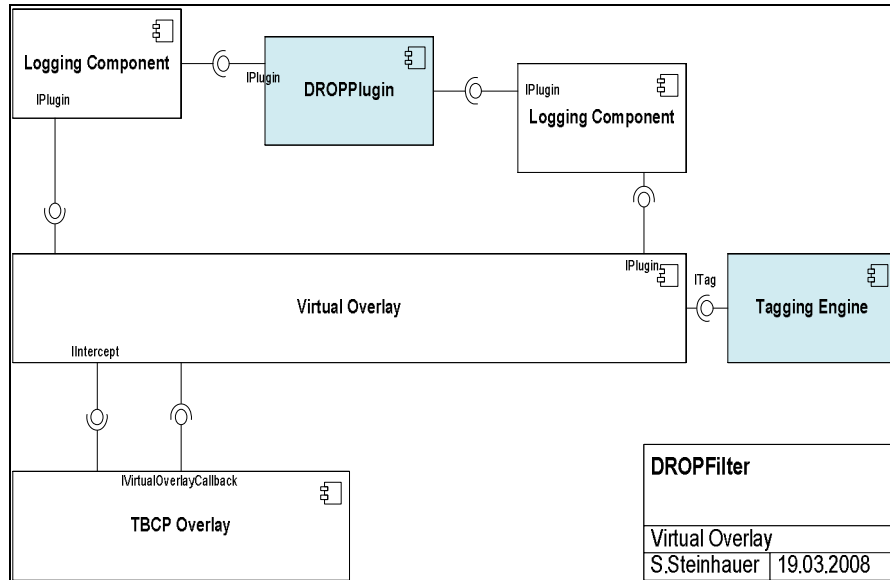 Logging Component
IPlugin
IPlugin
DROPPlugin
IPlugin
Logging Component
IPlugin
Virtual Overlay
ITag
Tagging Engine
IIntercept
IVirtualOverlayCallback
TBCP Overlay
DROPFilter
Virtual Overlay
S.Steinhauer 19.03.2008